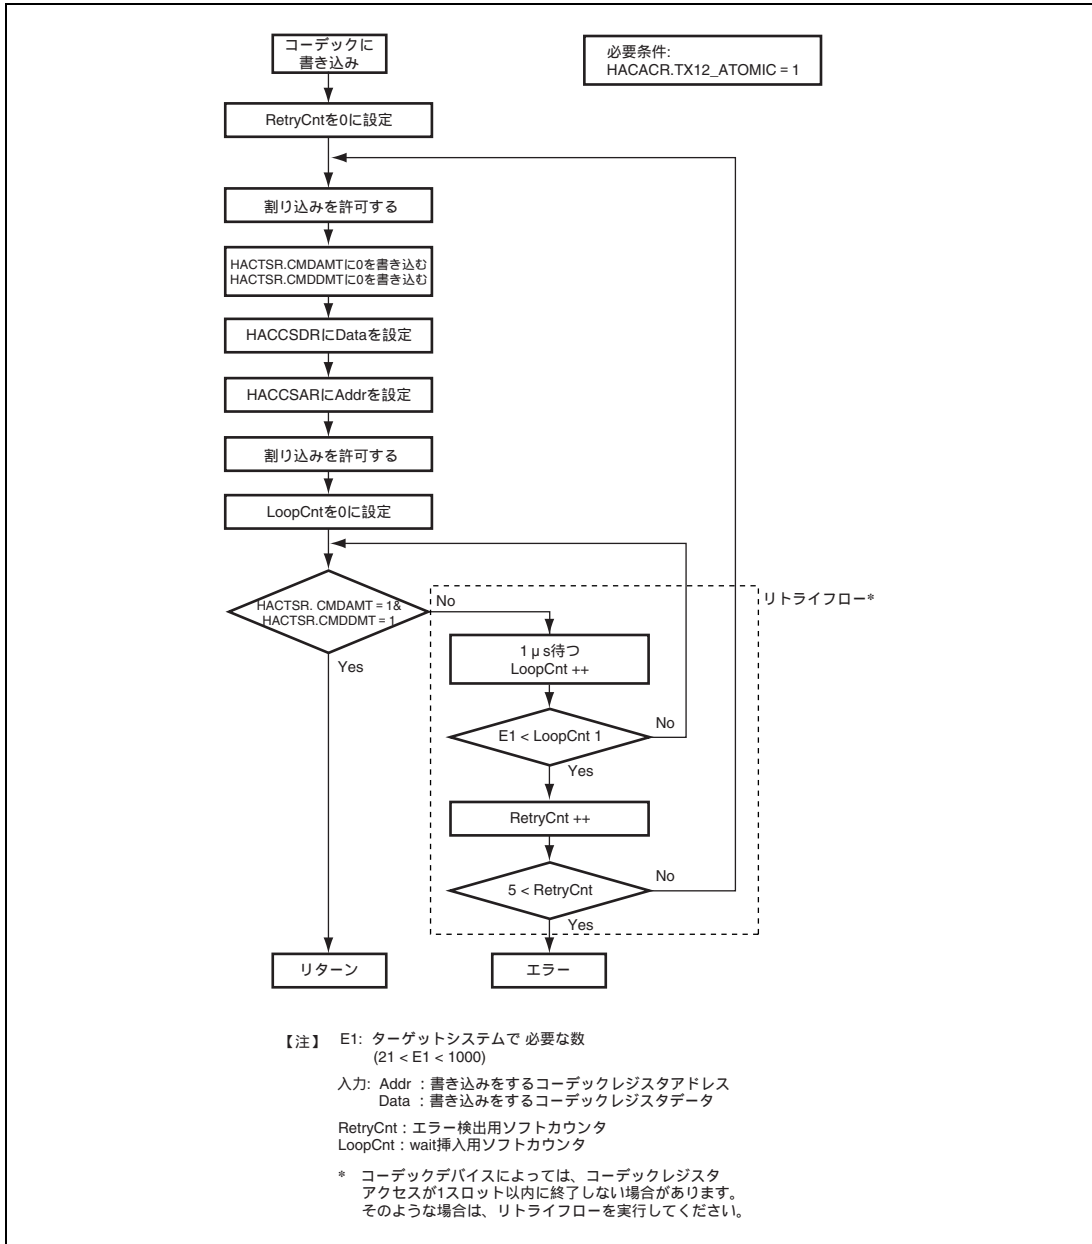 コーデックに
書き込み
必要条件:
HACACR.TX12_ATOMIC = 1
RetryCntを0に設定
割り込みを許可する
HACTSR.CMDAMTに0を書き込む
HACTSR.CMDDMTに0を書き込む
HACCSDRにDataを設定
HACCSARにAddrを設定
割り込みを許可する
LoopCntを0に設定
HACTSR. CMDAMT = 1&
HACTSR.CMDDMT = 1
No
Yes
リトライフロー*
1 μ s待つ
LoopCnt ++
E1 < LoopCnt 1
No
Yes
RetryCnt ++
5 < RetryCnt
No
Yes
リターン
エラー
【注】 E1: ターゲットシステムで 必要な数
(21 < E1 < 1000)
入力: Addr : 書き込みをするコーデックレジスタアドレス
Data : 書き込みをするコーデックレジスタデータ
RetryCnt : エラー検出用ソフトカウンタ
LoopCnt : wait挿入用ソフトカウンタ
* コーデックデバイスによっては、コーデックレジスタ
アクセスが1スロット以内に終了しない場合があります。
そのような場合は、リトライフローを実行してください。